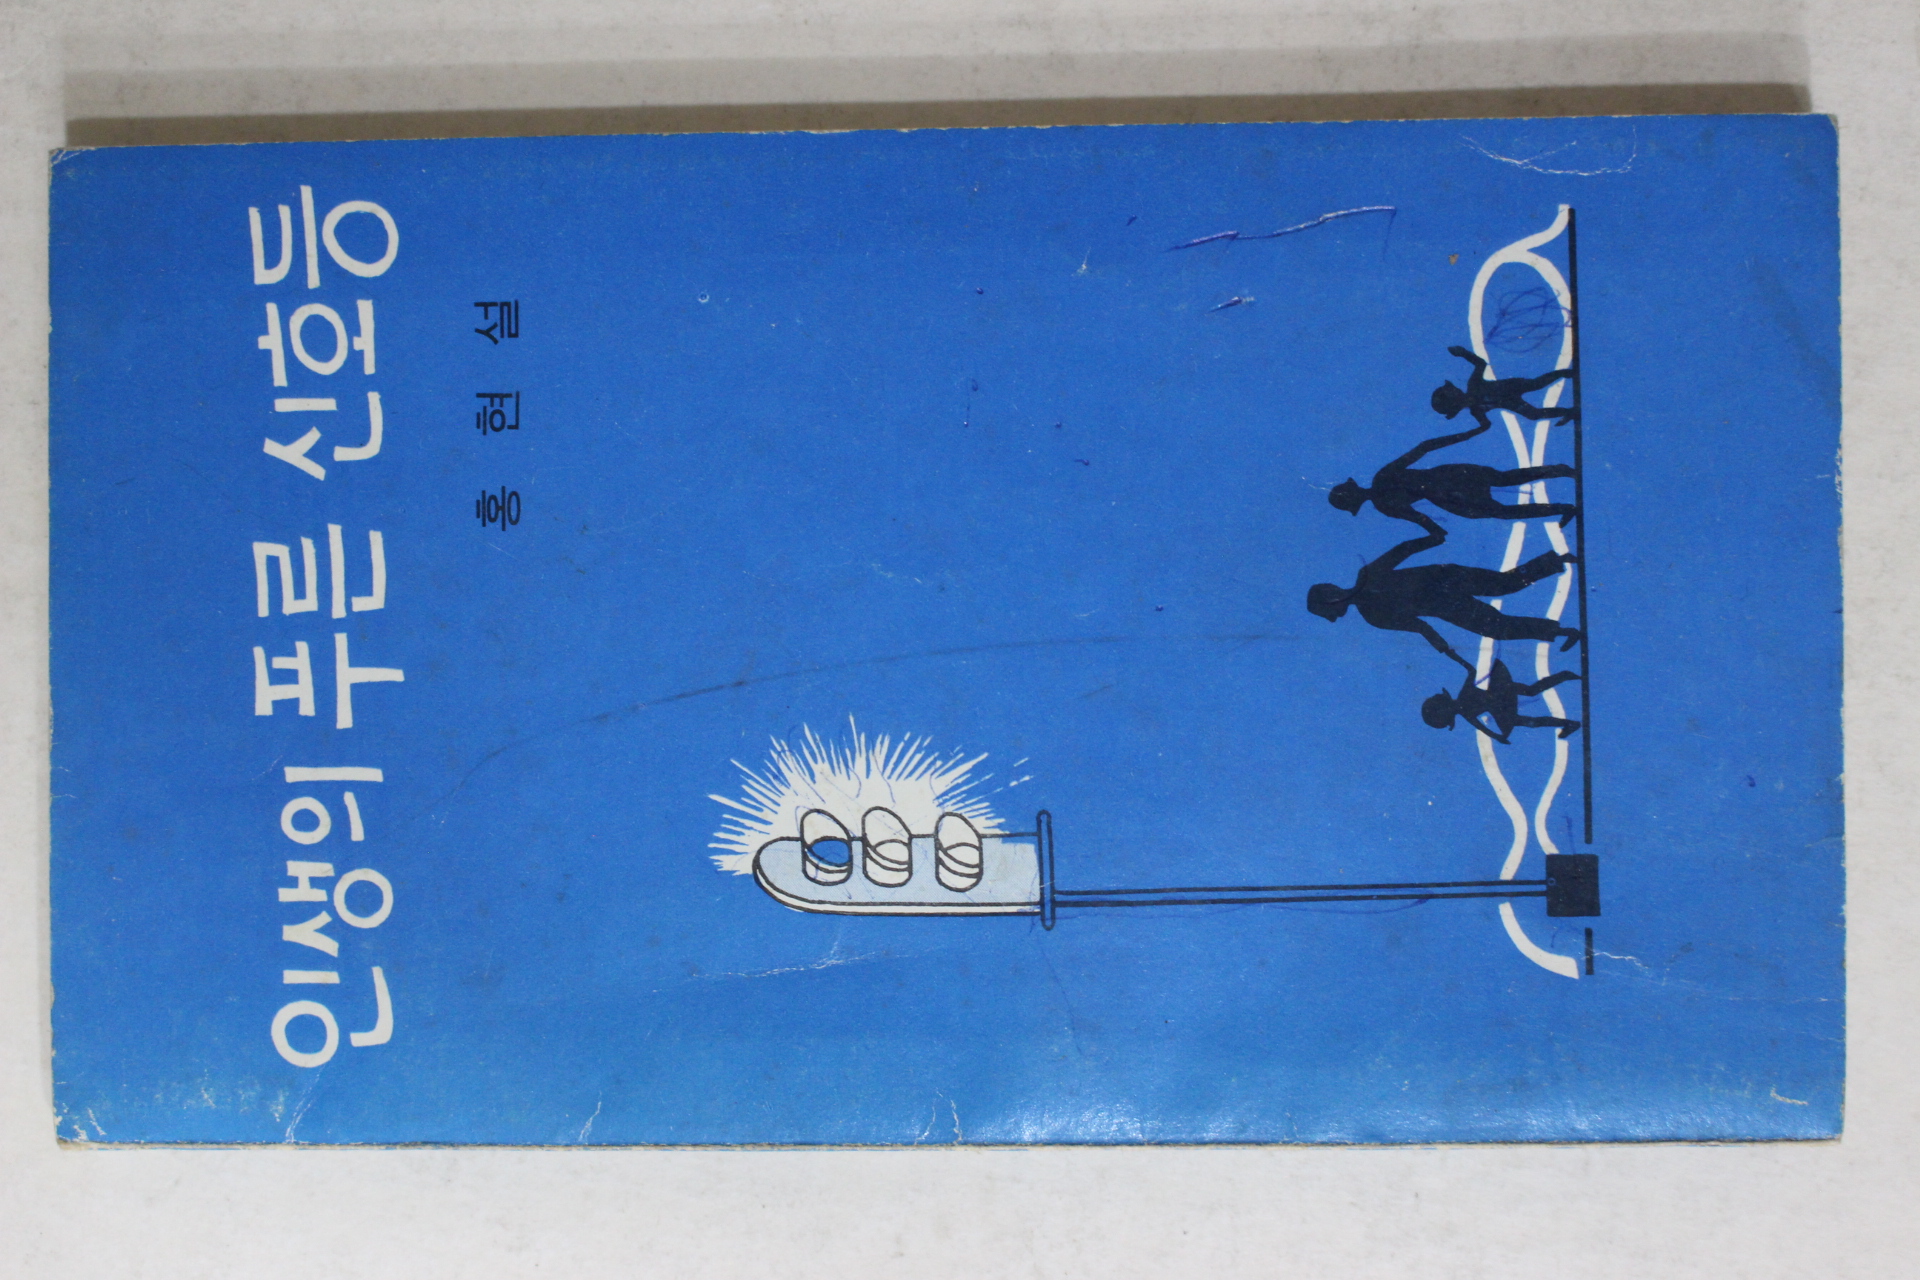 인생의 푸른 신호등
홍 현 설